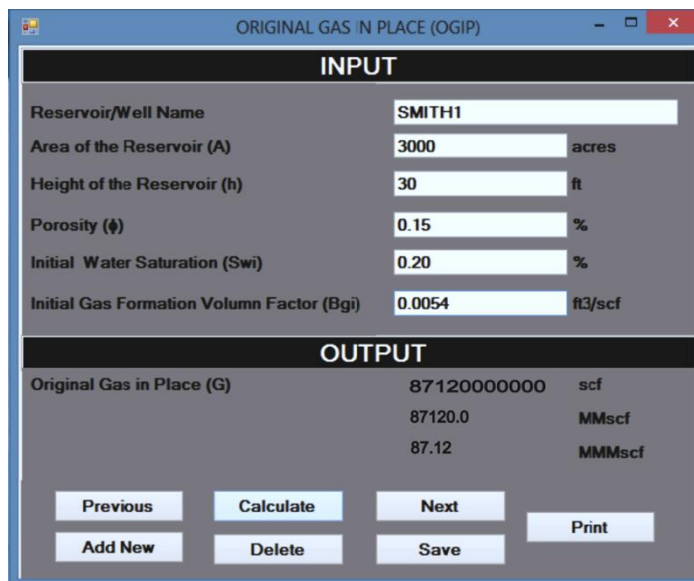 ORIGINAL GAS IN PLACE (OGIP)
INPUT
Reservoir/Well Name SMITH1
Area of the Reservoir (A) 3000 acres
Height of the Reservoir (h) 30 ft
Porosity (ϕ) 0.15 %
Initial Water Saturation (Swi) 0.20 %
Initial Gas Formation Volumn Factor (Bgi) 0.0054 ft3/scf
OUTPUT
Original Gas in Place (G) 87120000000 scf
87120.0 MMscf
87.12 MMMscf
Previous Calculate Next
Print
Add New Delete Save